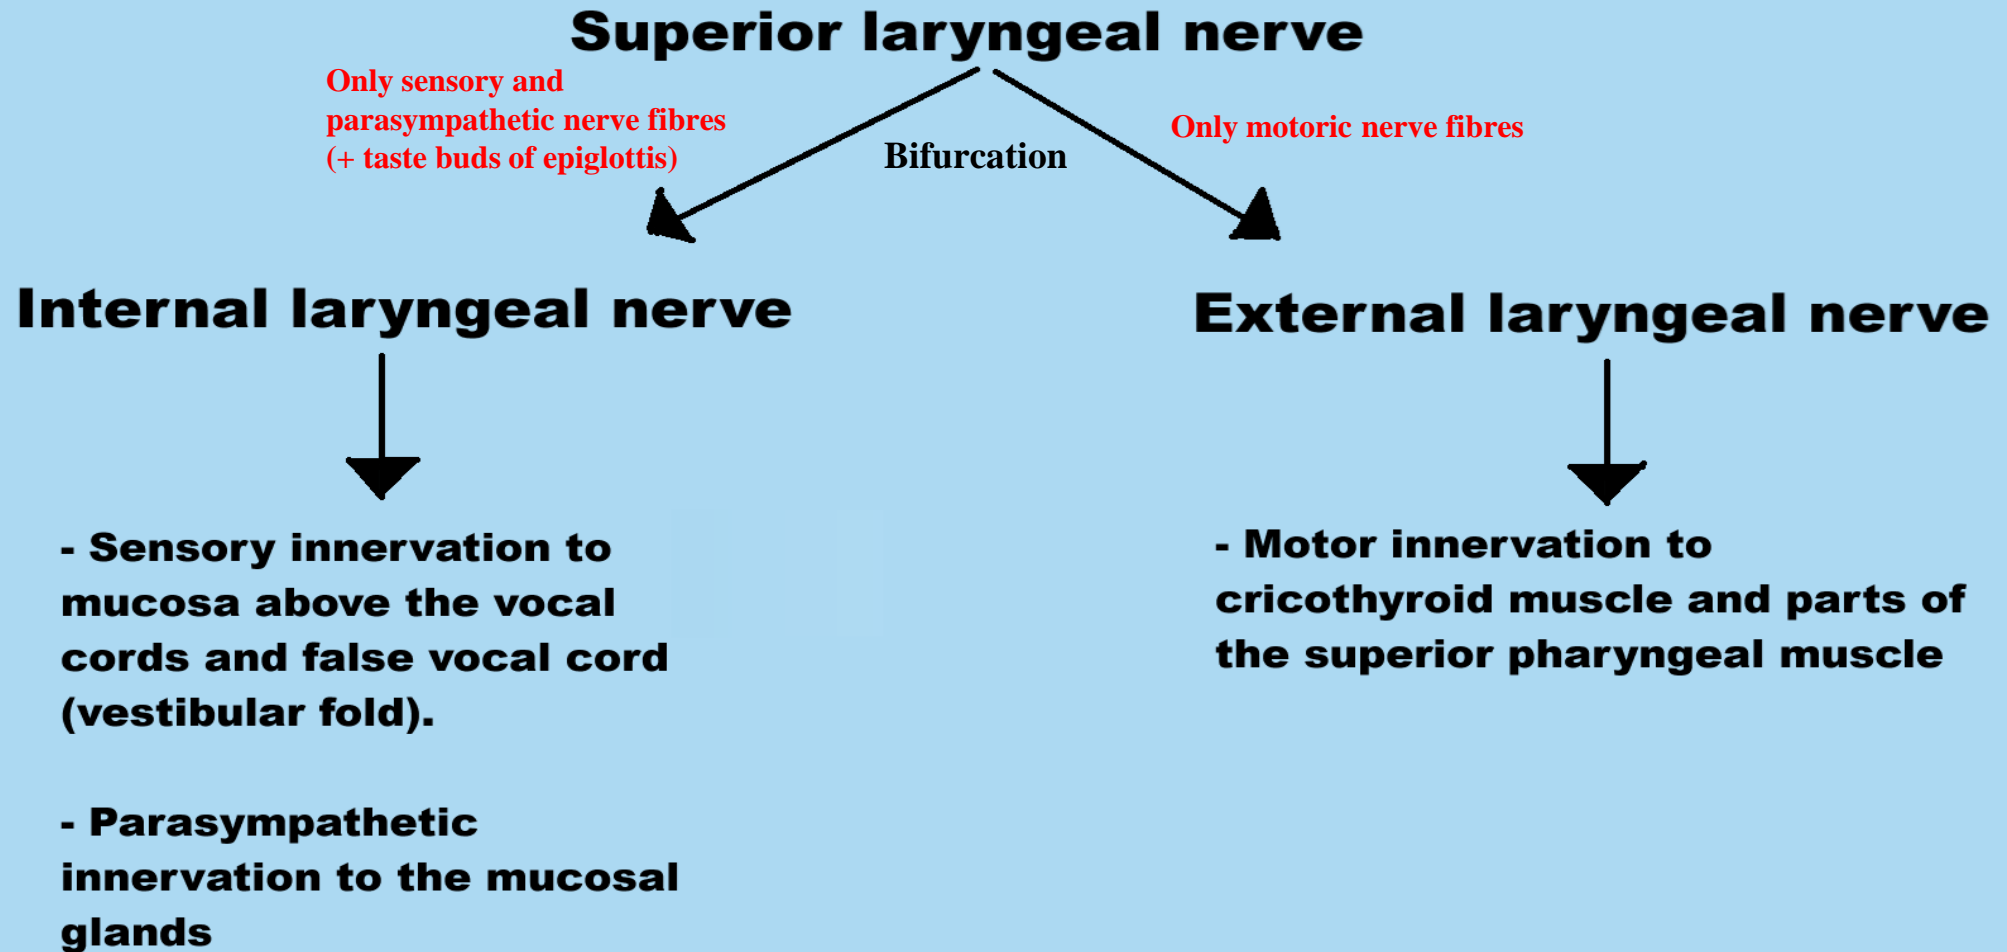 Superior laryngeal nerve
Only sensory and
parasympathetic nerve fibres
(+ taste buds of epiglottis)
Bifurcation
Only motoric nerve fibres
Internal laryngeal nerve
External laryngeal nerve
- Sensory innervation to
mucosa above the vocal
cords and false vocal cord
(vestibular fold).
- Parasympathetic
innervation to the mucosal
glands
- Motor innervation to
cricothyroid muscle and parts of
the superior pharyngeal muscle